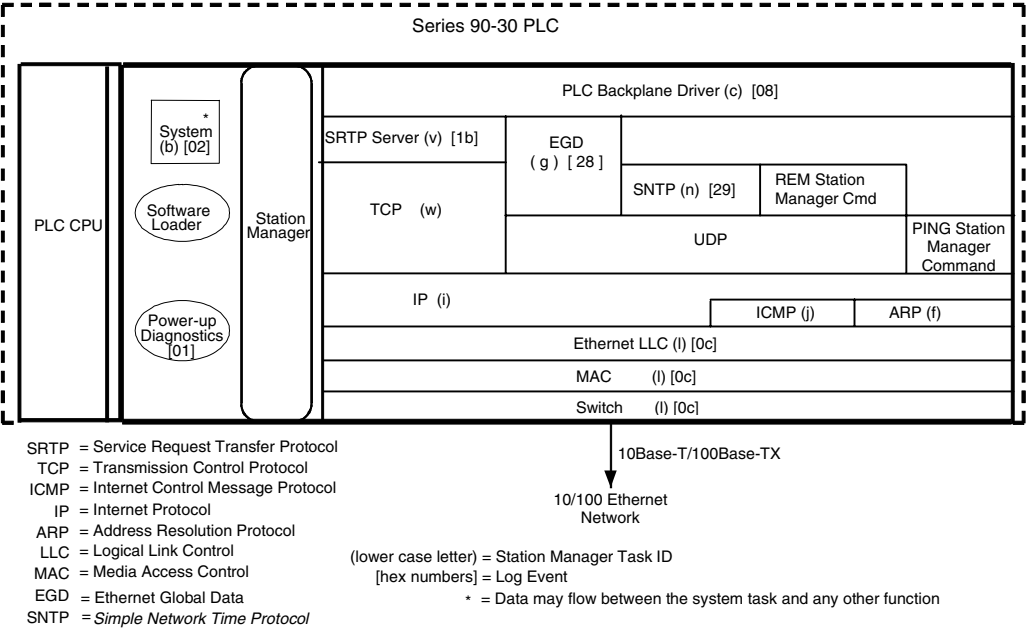 Series 90-30 PLC
PLC CPU
*
System
(b) [02]
Software
Loader
Power-up
Diagnostics
[01]
Station
Manager
PLC Backplane Driver (c) [08]
SRTP Server (v) [1b]
EGD
( g ) [ 28 ]
TCP (w)
SNTP (n) [29]
REM Station
Manager Cmd
UDP
PING Station
Manager
Command
IP (i)
ICMP (j)
ARP (f)
Ethernet LLC (l) [0c]
MAC (l) [0c]
Switch (l) [0c]
10Base-T/100Base-TX
10/100 Ethernet
Network
SRTP = Service Request Transfer Protocol
TCP = Transmission Control Protocol
ICMP = Internet Control Message Protocol
IP = Internet Protocol
ARP = Address Resolution Protocol
LLC = Logical Link Control
MAC = Media Access Control
EGD = Ethernet Global Data
SNTP = Simple Network Time Protocol
(lower case letter) = Station Manager Task ID
[hex numbers] = Log Event
* = Data may flow between the system task and any other function